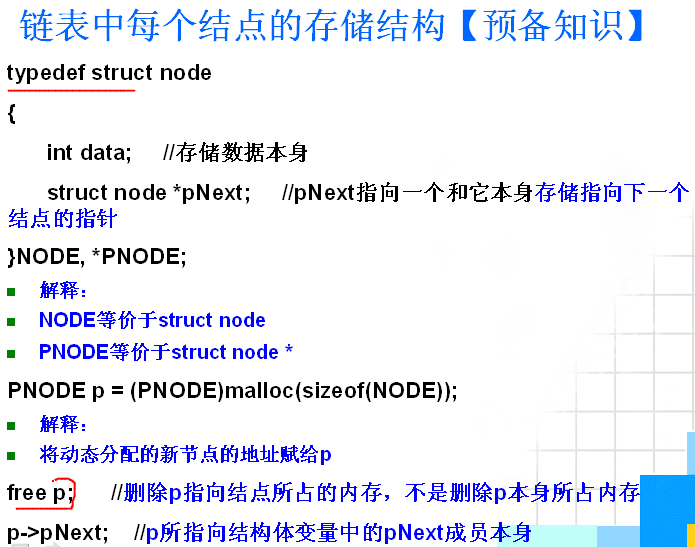 链表中每个结点的存储结构【预备知识】
typedef struct node
{
int data; //存储数据本身
struct node *pNext; //pNext指向一个和它本身存储指向下一个
结点的指针
}NODE, *PNODE;
解释：
NODE等价于struct node
PNODE等价于struct node *
PNODE p = (PNODE)malloc(sizeof(NODE));
解释：
将动态分配的新节点的地址赋给p
free p; //删除p指向结点所占的内存，不是删除p本身所占内存
p->pNext; //p所指向结构体变量中的pNext成员本身